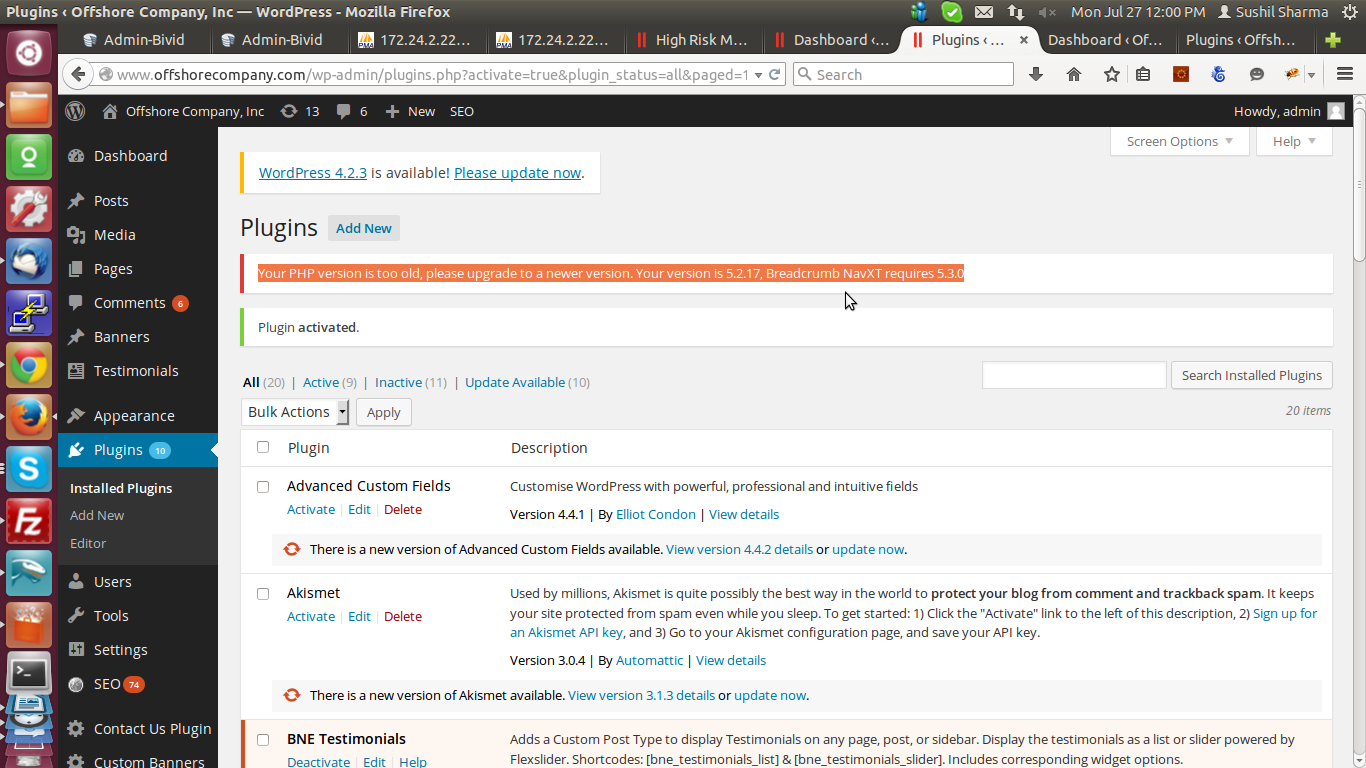 Plugins ‹ Offshore Company, Inc — WordPress - Mozilla Firefox
Mon Jul 27 12:00 PM Sushil Sharma
Admin-Bivid
Admin-Bivid
172.24.2.22...
172.24.2.22...
High Risk M...
Dashboard ‹...
Plugins ‹ ...
Dashboard ‹ Of...
Plugins ‹ Offsh...
www.offshorecompany.com/wp-admin/plugins.php?activate=true&plugin_status=all&paged=1
Search
Offshore Company, Inc 13 6 New SEO
Howdy, admin
Screen Options
Help
Dashboard
Posts
Media
Pages
Comments 6
Banners
Testimonials
Appearance
Plugins 10
Installed Plugins
Add New
Editor
Users
Tools
Settings
SEO 74
Contact Us Plugin
Custom Banners
WordPress 4.2.3 is available! Please update now.
Plugins Add New
Your PHP version is too old, please upgrade to a newer version. Your version is 5.2.17, Breadcrumb NavXT requires 5.3.0
Plugin activated.
All (20) | Active (9) | Inactive (11) | Update Available (10)
Search Installed Plugins
Bulk Actions Apply
20 items
Plugin Description
Advanced Custom Fields
Activate | Edit | Delete
Customise WordPress with powerful, professional and intuitive fields
Version 4.4.1 | By Elliot Condon | View details
There is a new version of Advanced Custom Fields available. View version 4.4.2 details or update now.
Akismet
Activate | Edit | Delete
Used by millions, Akismet is quite possibly the best way in the world to protect your blog from comment and trackback spam. It keeps
your site protected from spam even while you sleep. To get started: 1) Click the "Activate" link to the left of this description, 2) Sign up for
an Akismet API key, and 3) Go to your Akismet configuration page, and save your API key.
Version 3.0.4 | By Automattic | View details
There is a new version of Akismet available. View version 3.1.3 details or update now.
BNE Testimonials
Deactivate | Edit | Help
Adds a Custom Post Type to display Testimonials on any page, post, or sidebar. Display the testimonials as a list or slider powered by
Flexslider. Shortcodes: [bne_testimonials_list] & [bne_testimonials_slider]. Includes corresponding widget options.